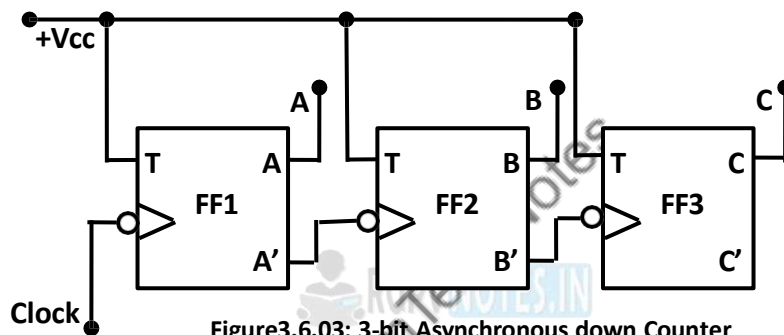 +Vcc
A
B
C
T
A
T
B
T
C
FF1
FF2
FF3
A’
B’
C’
Clock
Figure3.6.03: 3-bit Asynchronous down Counter